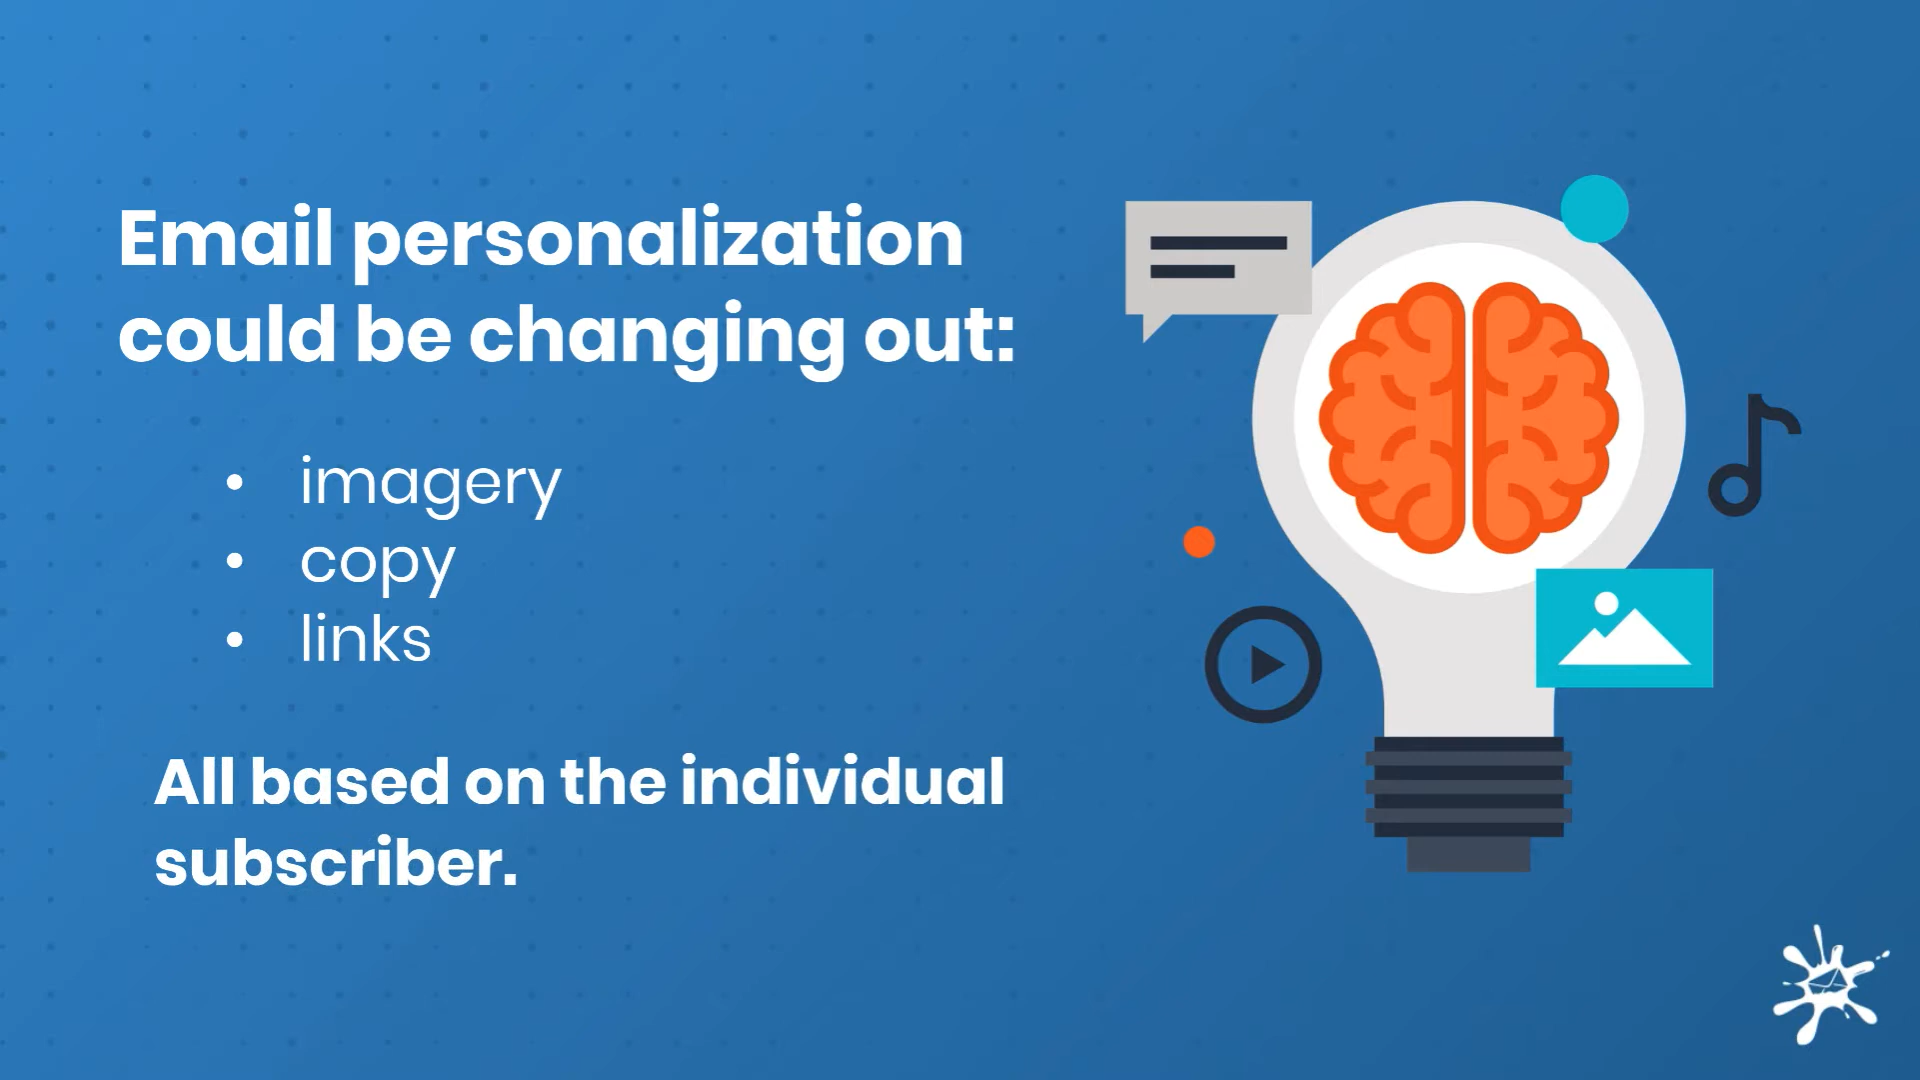 Email personalization
could be changing out:
• imagery
• copy
• links
All based on the individual
subscriber.